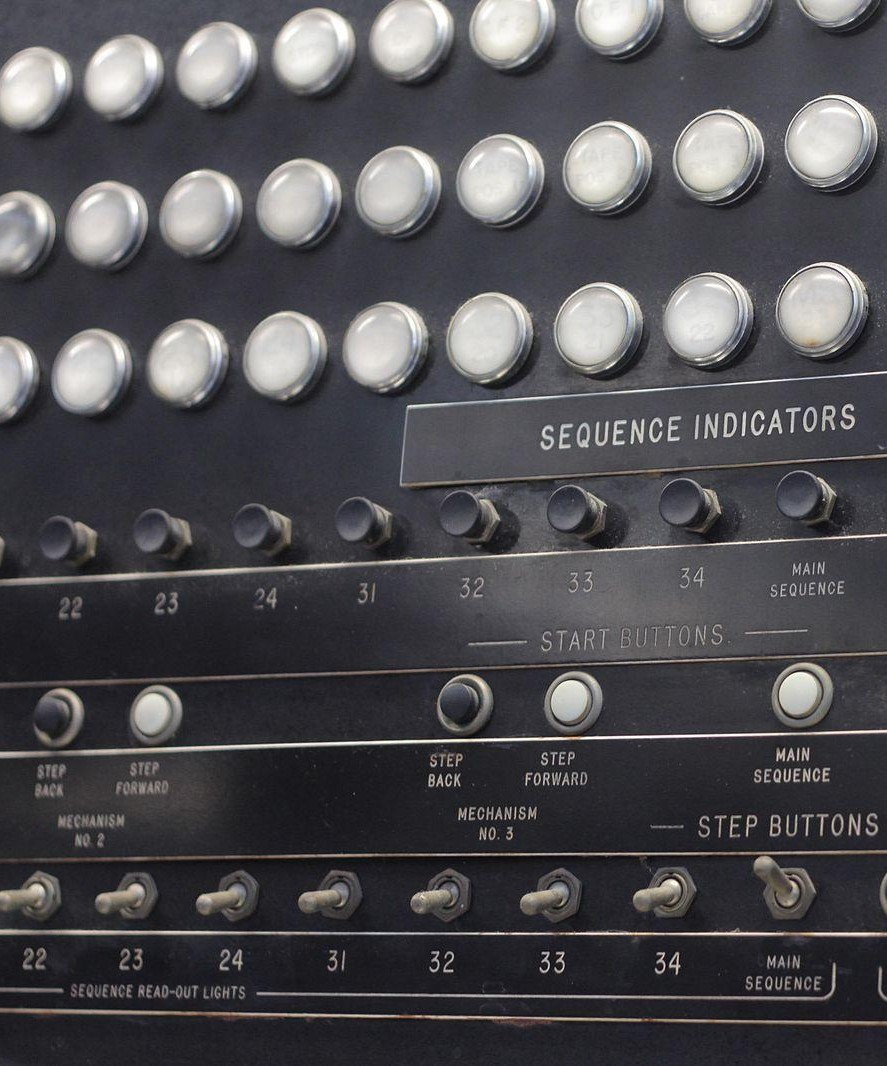 22
SEQUENCE INDICATORS
22 23 24 31 32 33 34 MAIN
SEQUENCE
START BUTTONS
STEP
BACK
STEP
FORWARD
MECHANISM
NO. 2
STEP
BACK
STEP
FORWARD
MECHANISM
NO. 3
MAIN
SEQUENCE
STEP BUTTONS
22 23 24 31 32 33 34 MAIN
SEQUENCE
SEQUENCE READ-OUT LIGHTS